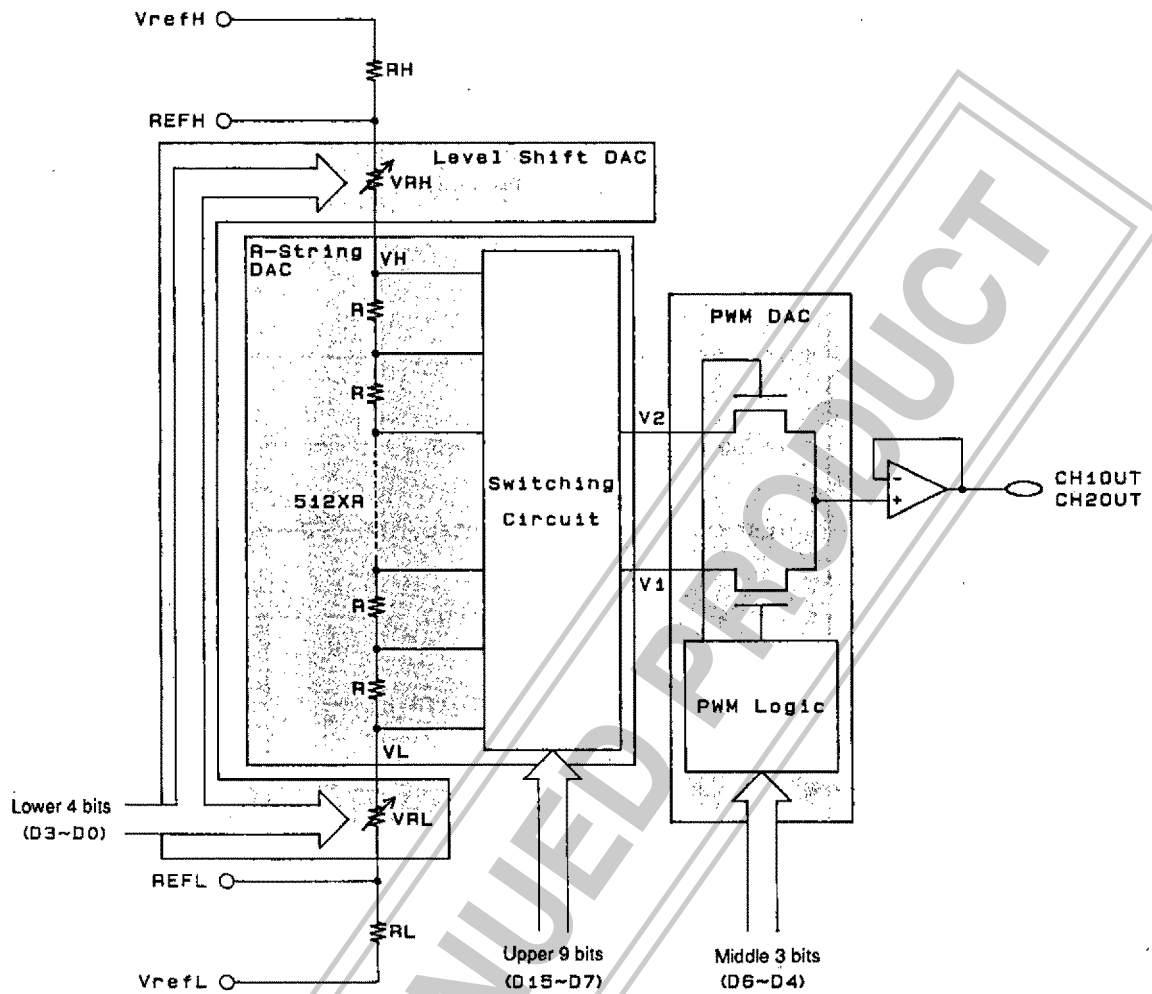 VrefH
RH
REFH
Level Shift DAC
VRH
R-String
DAC
VH
R
R
512XR
R
R
VL
Switching
Circuit
V2
V1
PWM DAC
PWM Logic
CH1OUT
CH2OUT
Lower 4 bits
(D3~D0)
VRL
REFL
RL
VrefL
Upper 9 bits
(D15~D7)
Middle 3 bits
(D6~D4)
NUED PRODUCT